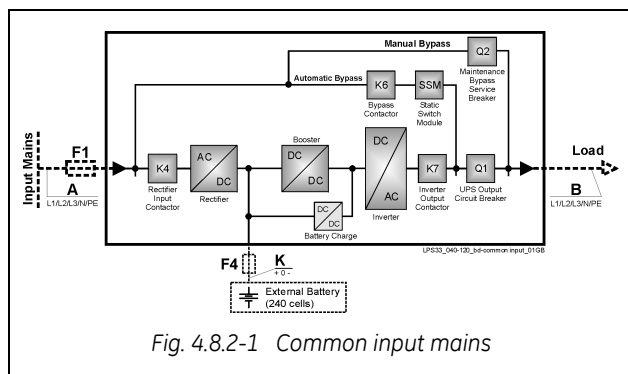 Manual Bypass
Q2
Maintenance
Bypass
Service
Breaker
Automatic Bypass
K6
SSM
Bypass
Contactor
Static
Switch
Module
Input Mains
F1
A
L1/L2/L3/N/PE
K4
Rectifier
Input
Contactor
AC
DC
Rectifier
Booster
DC
DC
DC
DC
Battery Charge
DC
AC
Inverter
K7
Inverter
Output
Contactor
Q1
UPS Output
Circuit Breaker
Load
B
L1/L2/L3/N/PE
LPS33_040-120_bd-common input_01GB
F4
K
+ 0 -
External Battery
(240 cells)
Fig. 4.8.2-1 Common input mains